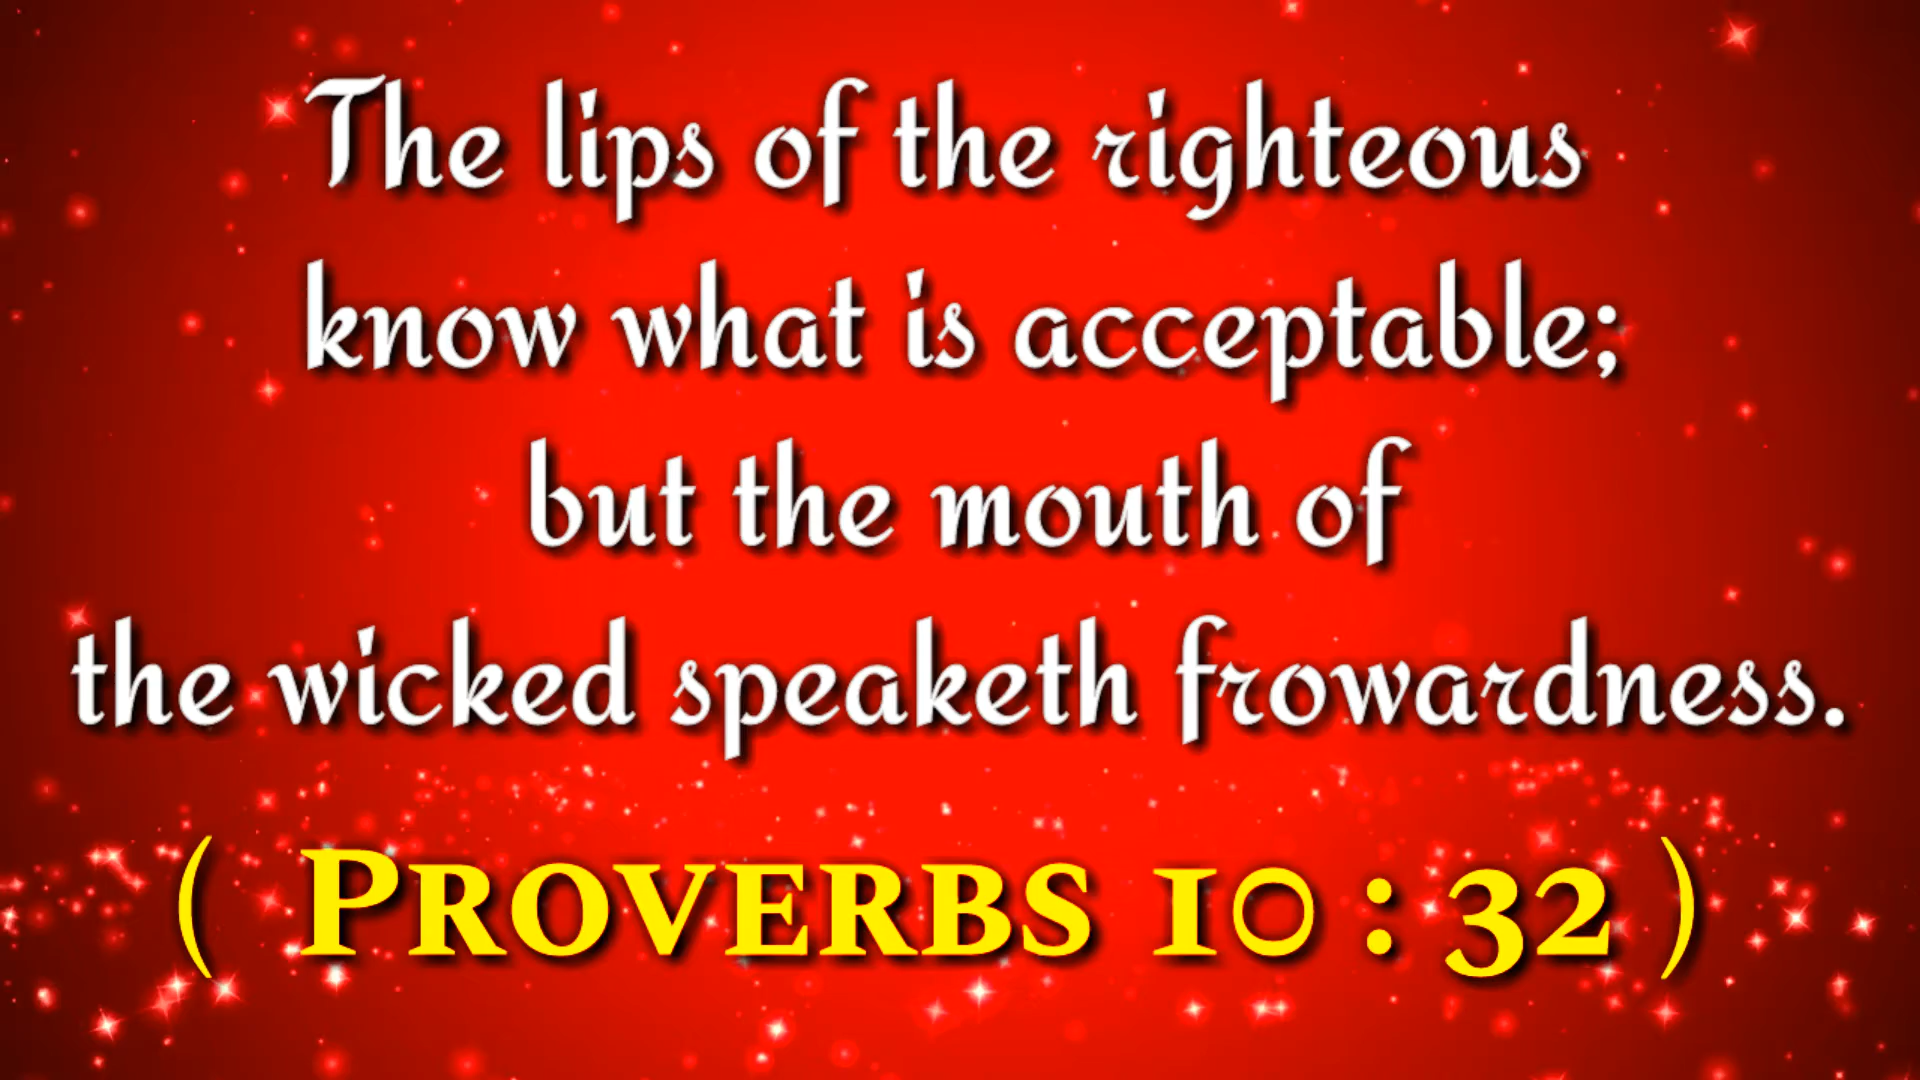 The lips of the righteous
know what is acceptable;
but the mouth of
the wicked speaketh frowardness.
( PROVERBS 10 : 32 )